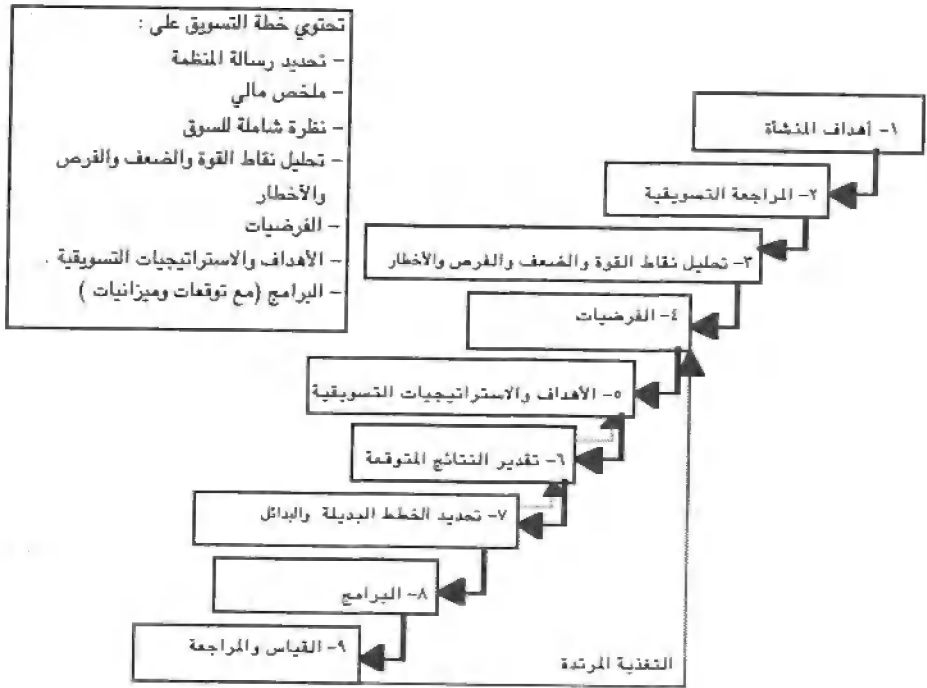 تحتوي خطة التسويق على :
– تحديد رسالة المنظمة
– ملخص مالي
– نظرة شاملة للسوق
– تحليل نقاط القوة والضعف والفرص
والأخطار
– الفرضيات
– الأهداف والاستراتيجيات التسويقية .
– البرامج (مع توقعات وميزانيات )
١– أهداف المنشأة
٢– المراجعة التسويقية
٣– تحليل نقاط القوة والضعف والفرص والأخطار
٤– الفرضيات
٥– الأهداف والاستراتيجيات التسويقية
٦– تقدير النتائج المتوقعة
٧– تحديد الخطط البديلة والبدائل
٨– البرامج
٩– القياس والمراجعة
التغذية المرتدة